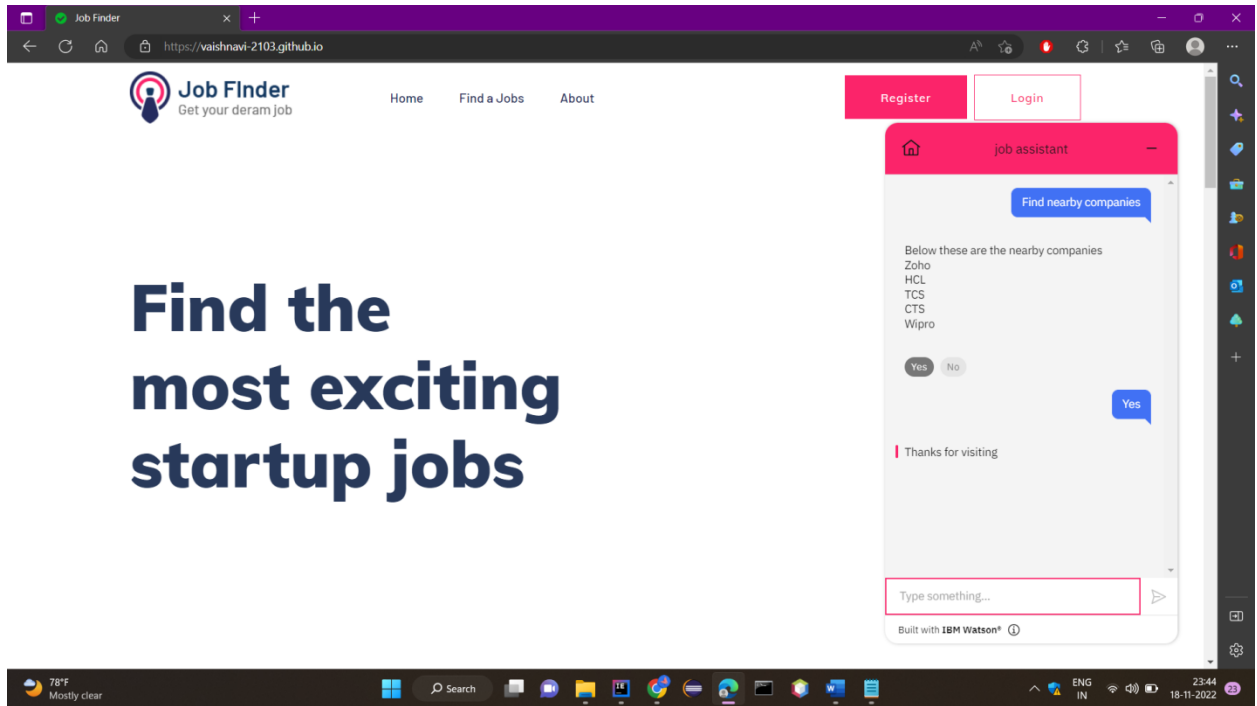 Job Finder
https://vaishnavi-2103.github.io
Job FInder
Get your deram job
Home
Find a Jobs
About
Register
Login
job assistant
Find nearby companies
Below these are the nearby companies
Zoho
HCL
TCS
CTS
Wipro
Yes
No
Yes
Thanks for visiting
Find the
most exciting
startup jobs
Type something...
Built with IBM Watson®
78°F
Mostly clear
Search
ENG
IN
23:44
18-11-2022
23